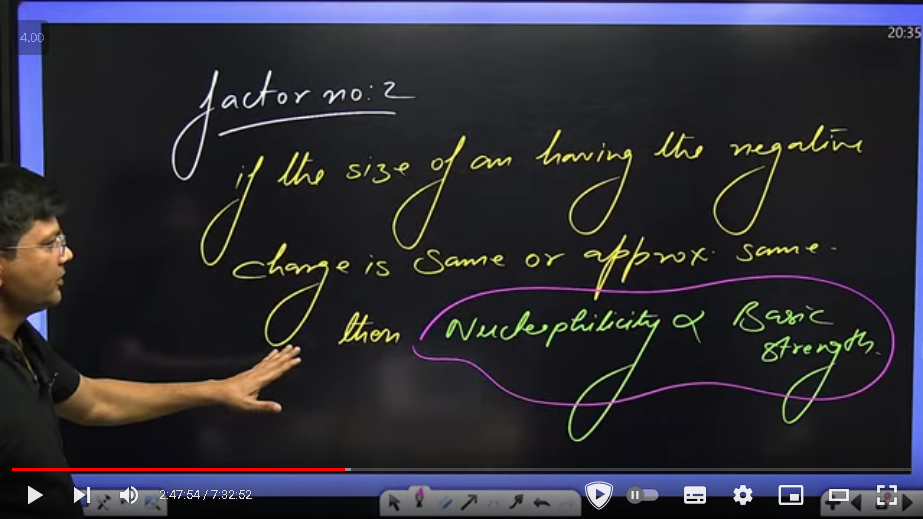 4.00
20:35
factor no:2
if the size of an having the negative
charge is same or approx. same.
then Nucleophilicity ∝ Basic
strength.
2:47:54 / 7:32:52